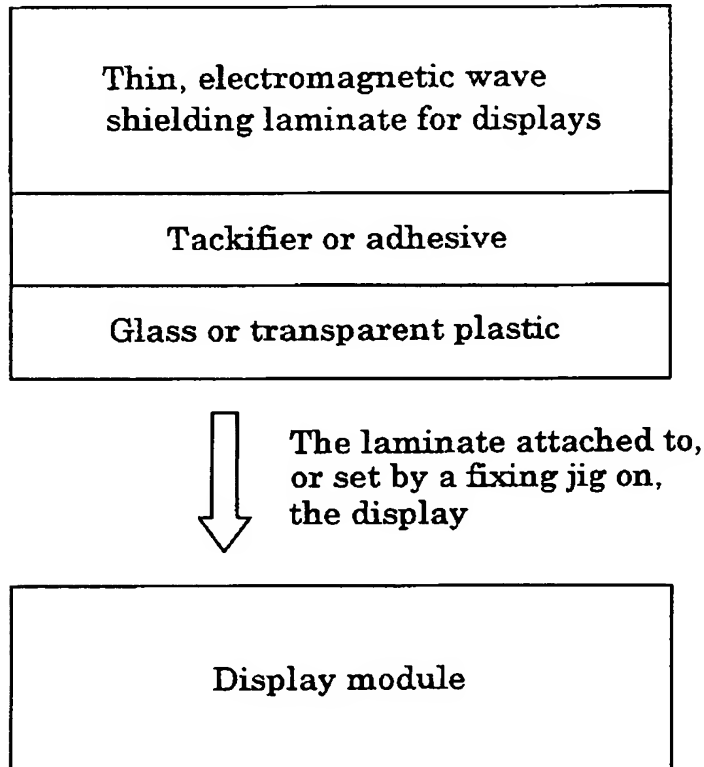 Thin, electromagnetic wave
shielding laminate for displays
Tackifier or adhesive
Glass or transparent plastic
The laminate attached to,
or set by a fixing jig on,
the display
Display module